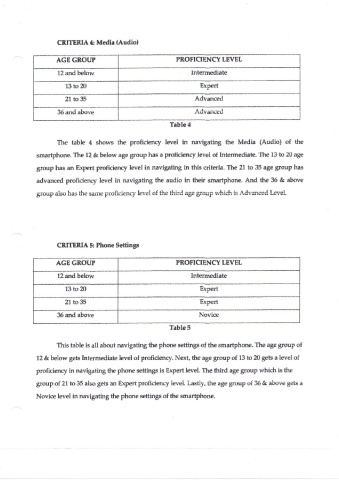 CRITERIA 4: Media (Audio)
AGE GROUP PROFICIENCY LEVEL
12 and below Intermediate
13 to 20 Expert
21 to 35 Advanced
36 and above Advanced
Table 4
The table 4 shows the proficiency level in navigating the Media (Audio) of the
smartphone. The 12 & below age group has a proficiency level of Intermediate. The 13 to 20 age
group has an Expert proficiency level in navigating in this criteria. The 21 to 35 age group has
advanced proficiency level in navigating the audio in their smartphone. And the 36 & above
group also has the same proficiency level of the third age group which is Advanced Level.
CRITERIA 5: Phone Settings
AGE GROUP PROFICIENCY LEVEL
12 and below Intermediate
13 to 20 Expert
21 to 35 Expert
36 and above Novice
Table 5
This table is all about navigating the phone settings of the smartphone. The age group of
12 & below gets Intermediate level of proficiency. Next, the age group of 13 to 20 gets a level of
proficiency in navigating the phone settings is Expert level. The third age group which is the
group of 21 to 35 also gets an Expert proficiency level. Lastly, the age group of 36 & above gets a
Novice level in navigating the phone settings of the smartphone.